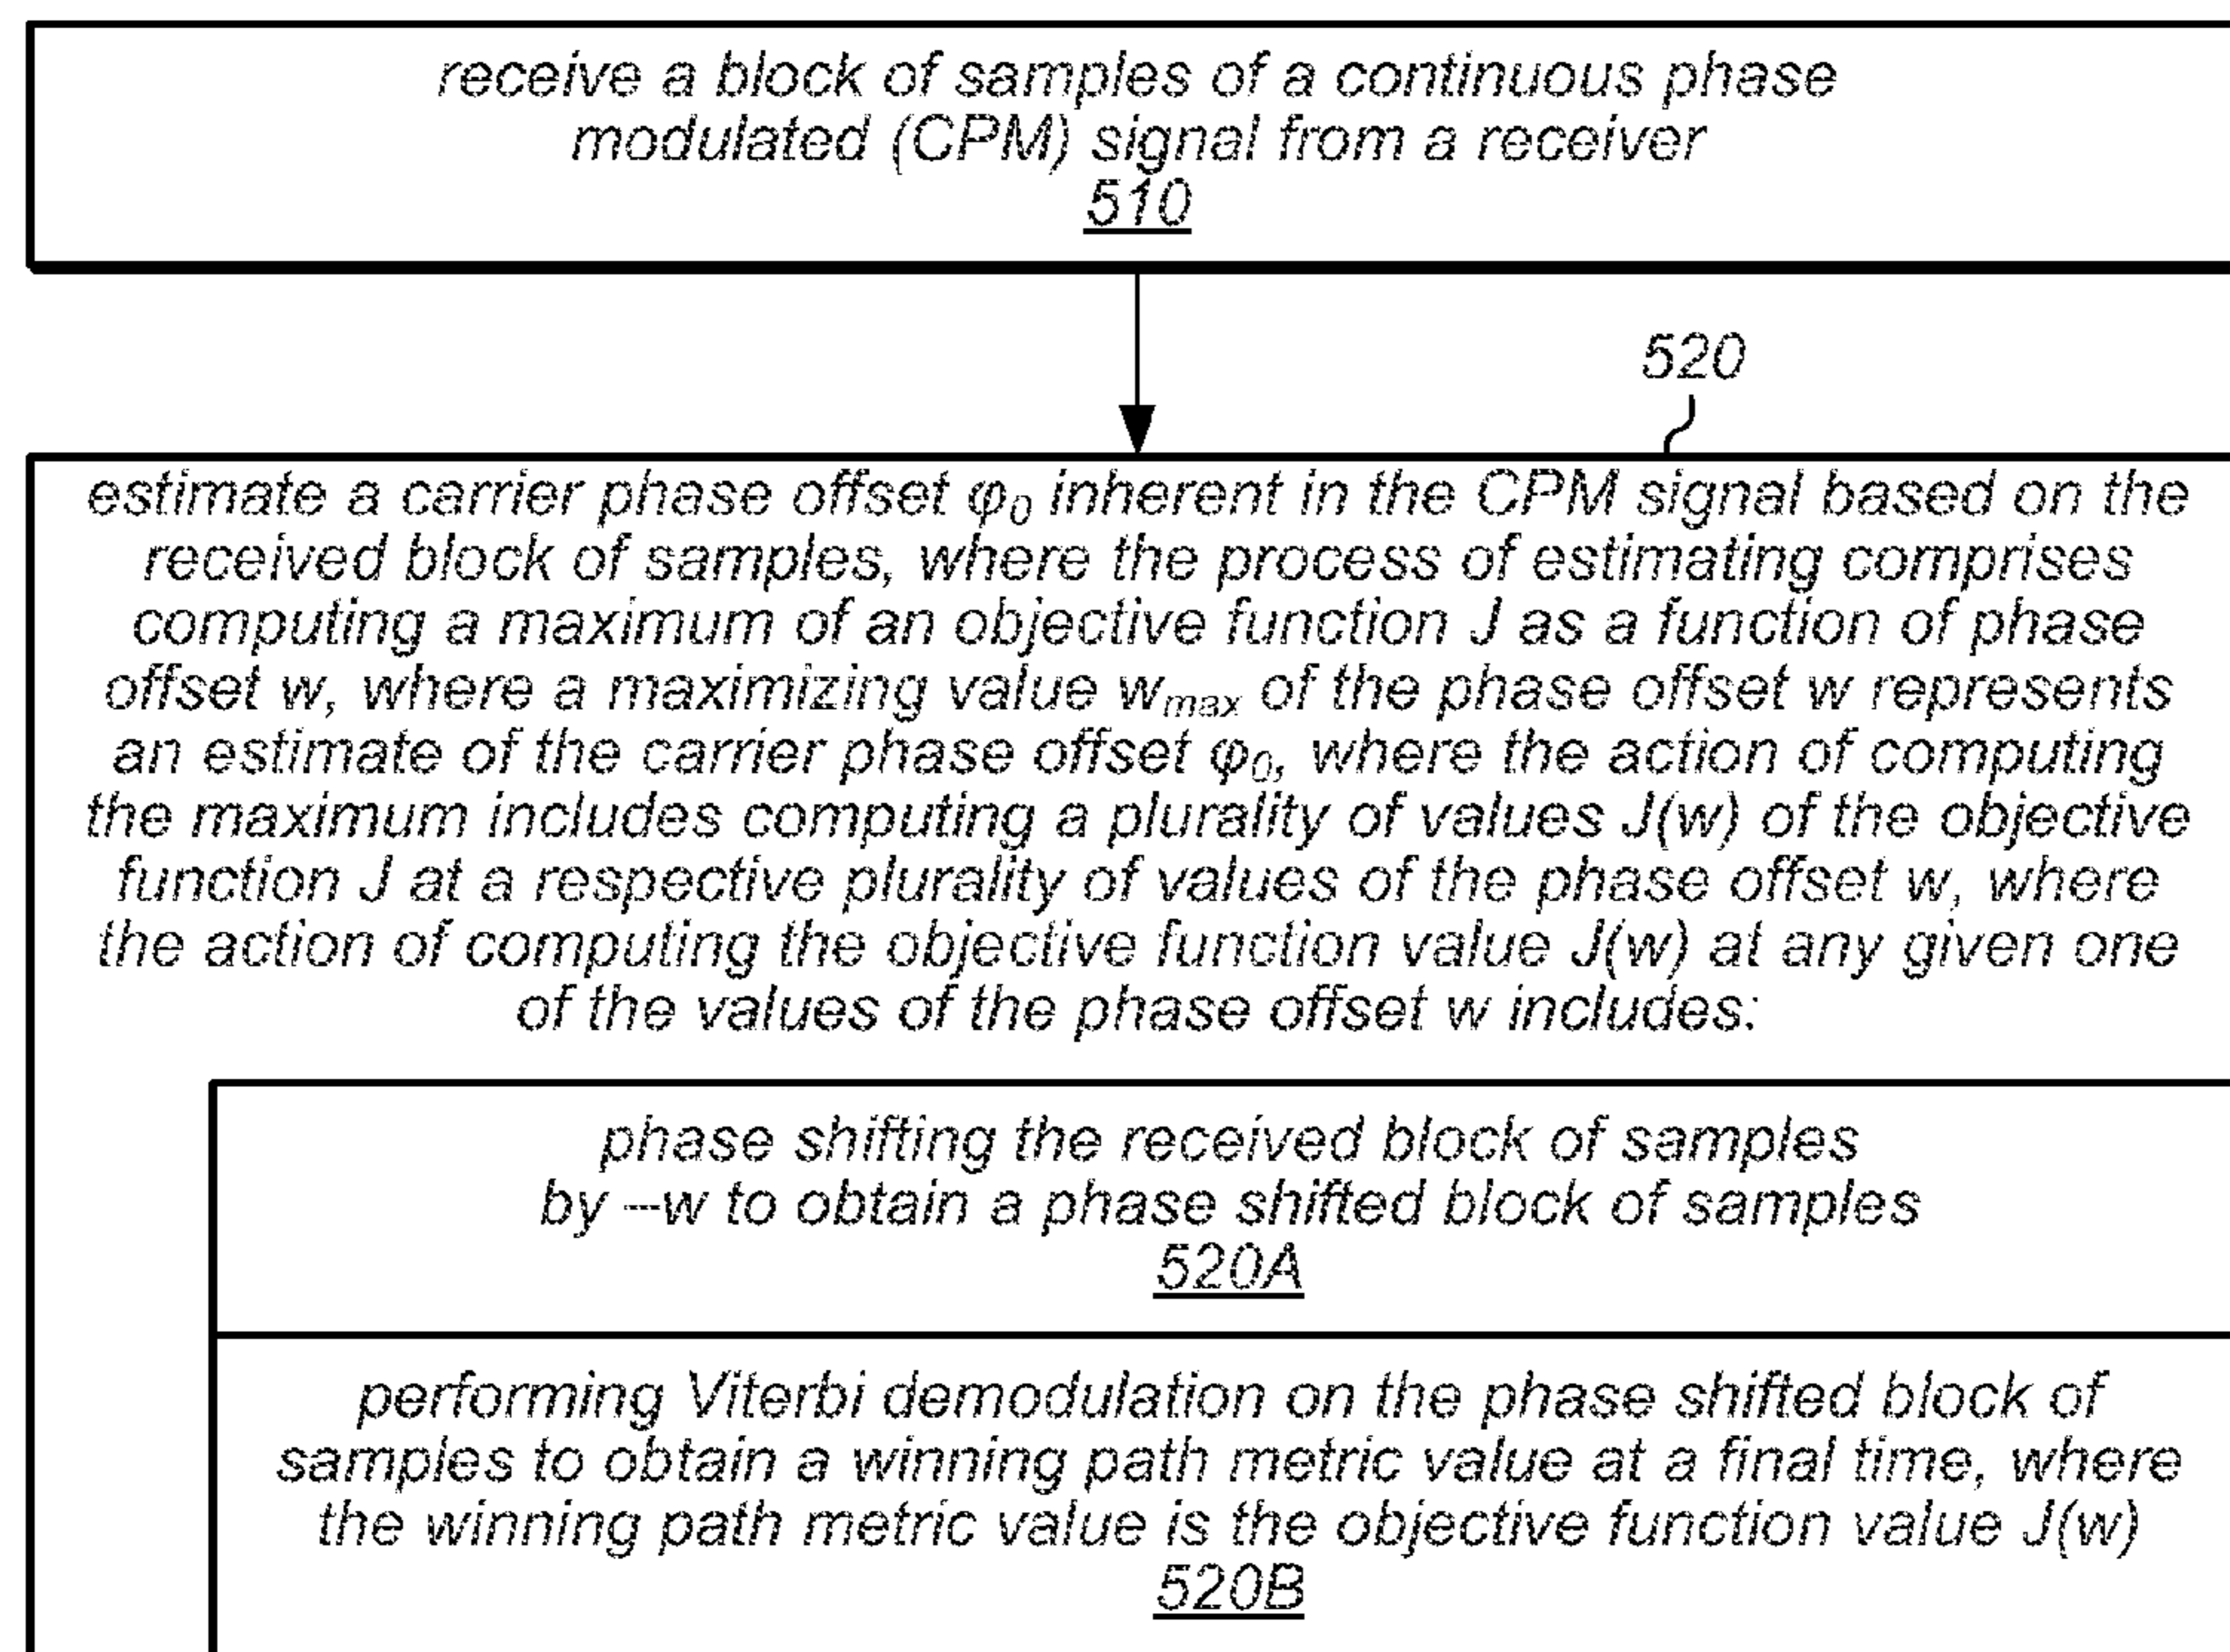 receive a block of samples of a continuous phase
modulated (CPM) signal from a receiver
510
520
estimate a carrier phase offset φ₀ inherent in the CPM signal based on the
received block of samples, where the process of estimating comprises
computing a maximum of an objective function J as a function of phase
offset w, where a maximizing value wmax of the phase offset w represents
an estimate of the carrier phase offset φ₀, where the action of computing
the maximum includes computing a plurality of values J(w) of the objective
function J at a respective plurality of values of the phase offset w, where
the action of computing the objective function value J(w) at any given one
of the values of the phase offset w includes:
phase shifting the received block of samples
by –w to obtain a phase shifted block of samples
520A
performing Viterbi demodulation on the phase shifted block of
samples to obtain a winning path metric value at a final time, where
the winning path metric value is the objective function value J(w)
520B